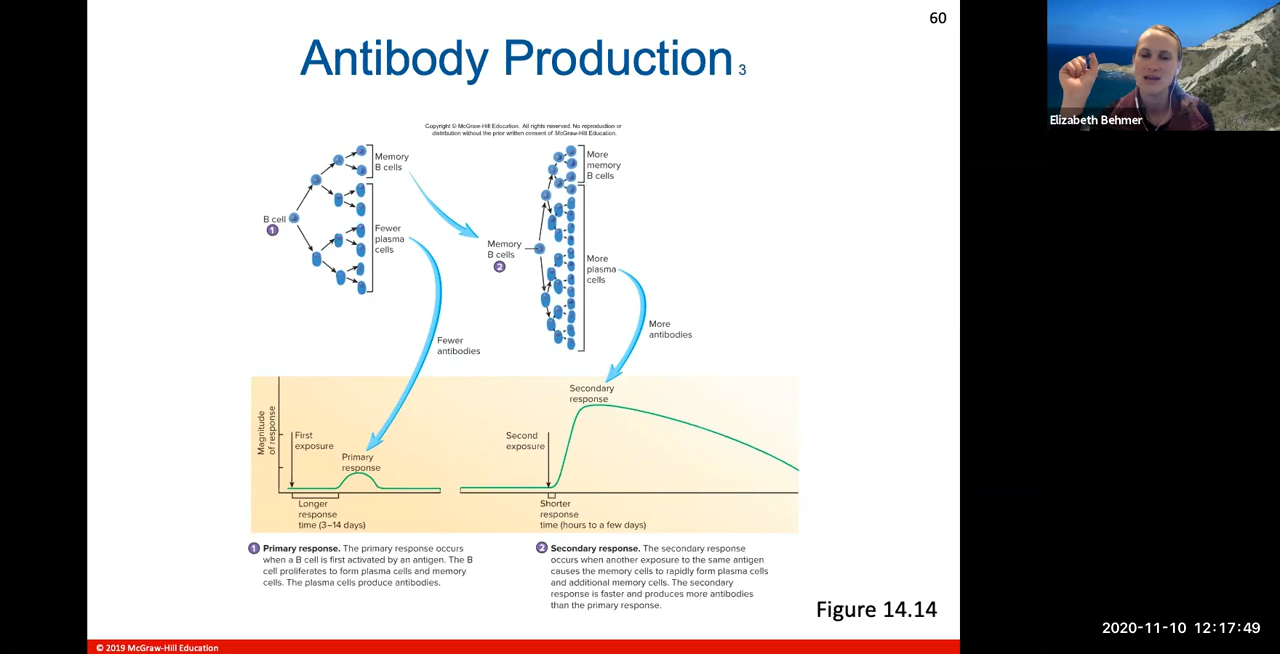 60
Antibody Production 3
Copyright © McGraw-Hill Education. All rights reserved. No reproduction or
distribution without the prior written consent of McGraw-Hill Education.
Memory
B cells
B cell
1
Fewer
plasma
cells
More
memory
B cells
Memory
B cells
2
More
plasma
cells
Fewer
antibodies
More
antibodies
Magnitude
of response
First
exposure
Primary
response
Longer
response
time (3–14 days)
Second
exposure
Secondary
response
Shorter
response
time (hours to a few days)
1 Primary response. The primary response occurs
when a B cell is first activated by an antigen. The B
cell proliferates to form plasma cells and memory
cells. The plasma cells produce antibodies.
2 Secondary response. The secondary response
occurs when another exposure to the same antigen
causes the memory cells to rapidly form plasma cells
and additional memory cells. The secondary
response is faster and produces more antibodies
than the primary response.
Figure 14.14
© 2019 McGraw-Hill Education
Elizabeth Behmer
2020-11-10 12:17:49